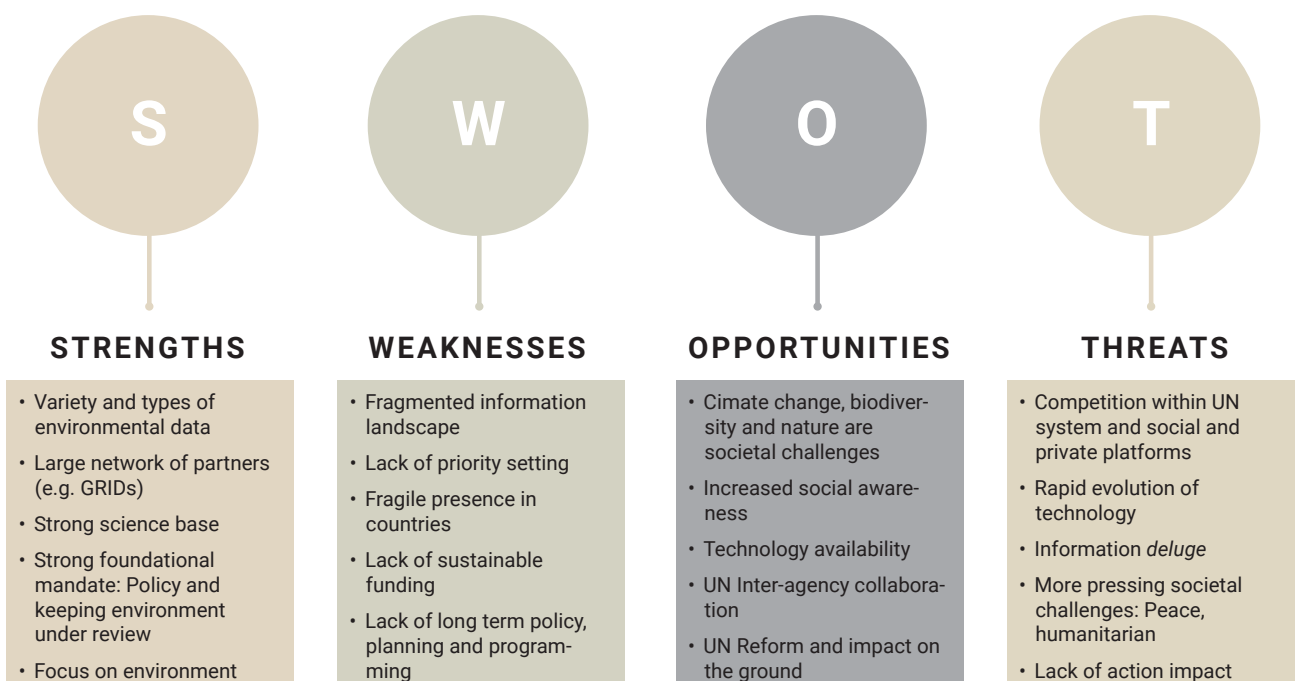 S
W
O
T
STRENGTHS
• Variety and types of
environmental data
• Large network of partners
(e.g. GRIDs)
• Strong science base
• Strong foundational
mandate: Policy and
keeping environment
under review
• Focus on environment
WEAKNESSES
• Fragmented information
landscape
• Lack of priority setting
• Fragile presence in
countries
• Lack of sustainable
funding
• Lack of long term policy,
planning and program-
ming
OPPORTUNITIES
• Cimate change, biodiver-
sity and nature are
societal challenges
• Increased social aware-
ness
• Technology availability
• UN Inter-agency collabora-
tion
• UN Reform and impact on
the ground
THREATS
• Competition within UN
system and social and
private platforms
• Rapid evolution of
technology
• Information deluge
• More pressing societal
challenges: Peace,
humanitarian
• Lack of action impact